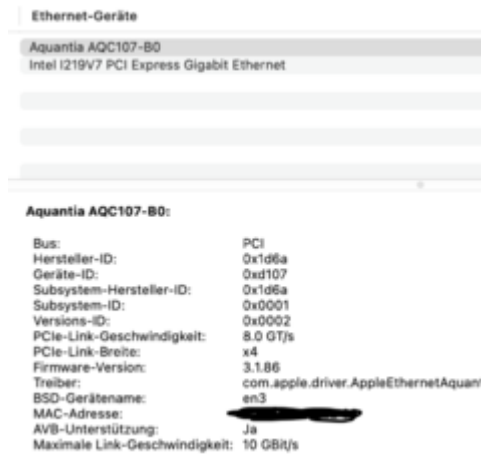 Ethernet-Geräte
Aquantia AQC107-B0
Intel I219V7 PCI Express Gigabit Ethernet
Aquantia AQC107-B0:
Bus: PCI
Hersteller-ID: 0x1d6a
Geräte-ID: 0xd107
Subsystem-Hersteller-ID: 0x1d6a
Subsystem-ID: 0x0001
Versions-ID: 0x0002
PCIe-Link-Geschwindigkeit: 8.0 GT/s
PCIe-Link-Breite: x4
Firmware-Version: 3.1.86
Treiber: com.apple.driver.AppleEthernetAquant
BSD-Gerätename: en3
MAC-Adresse:
AVB-Unterstützung: Ja
Maximale Link-Geschwindigkeit: 10 GBit/s